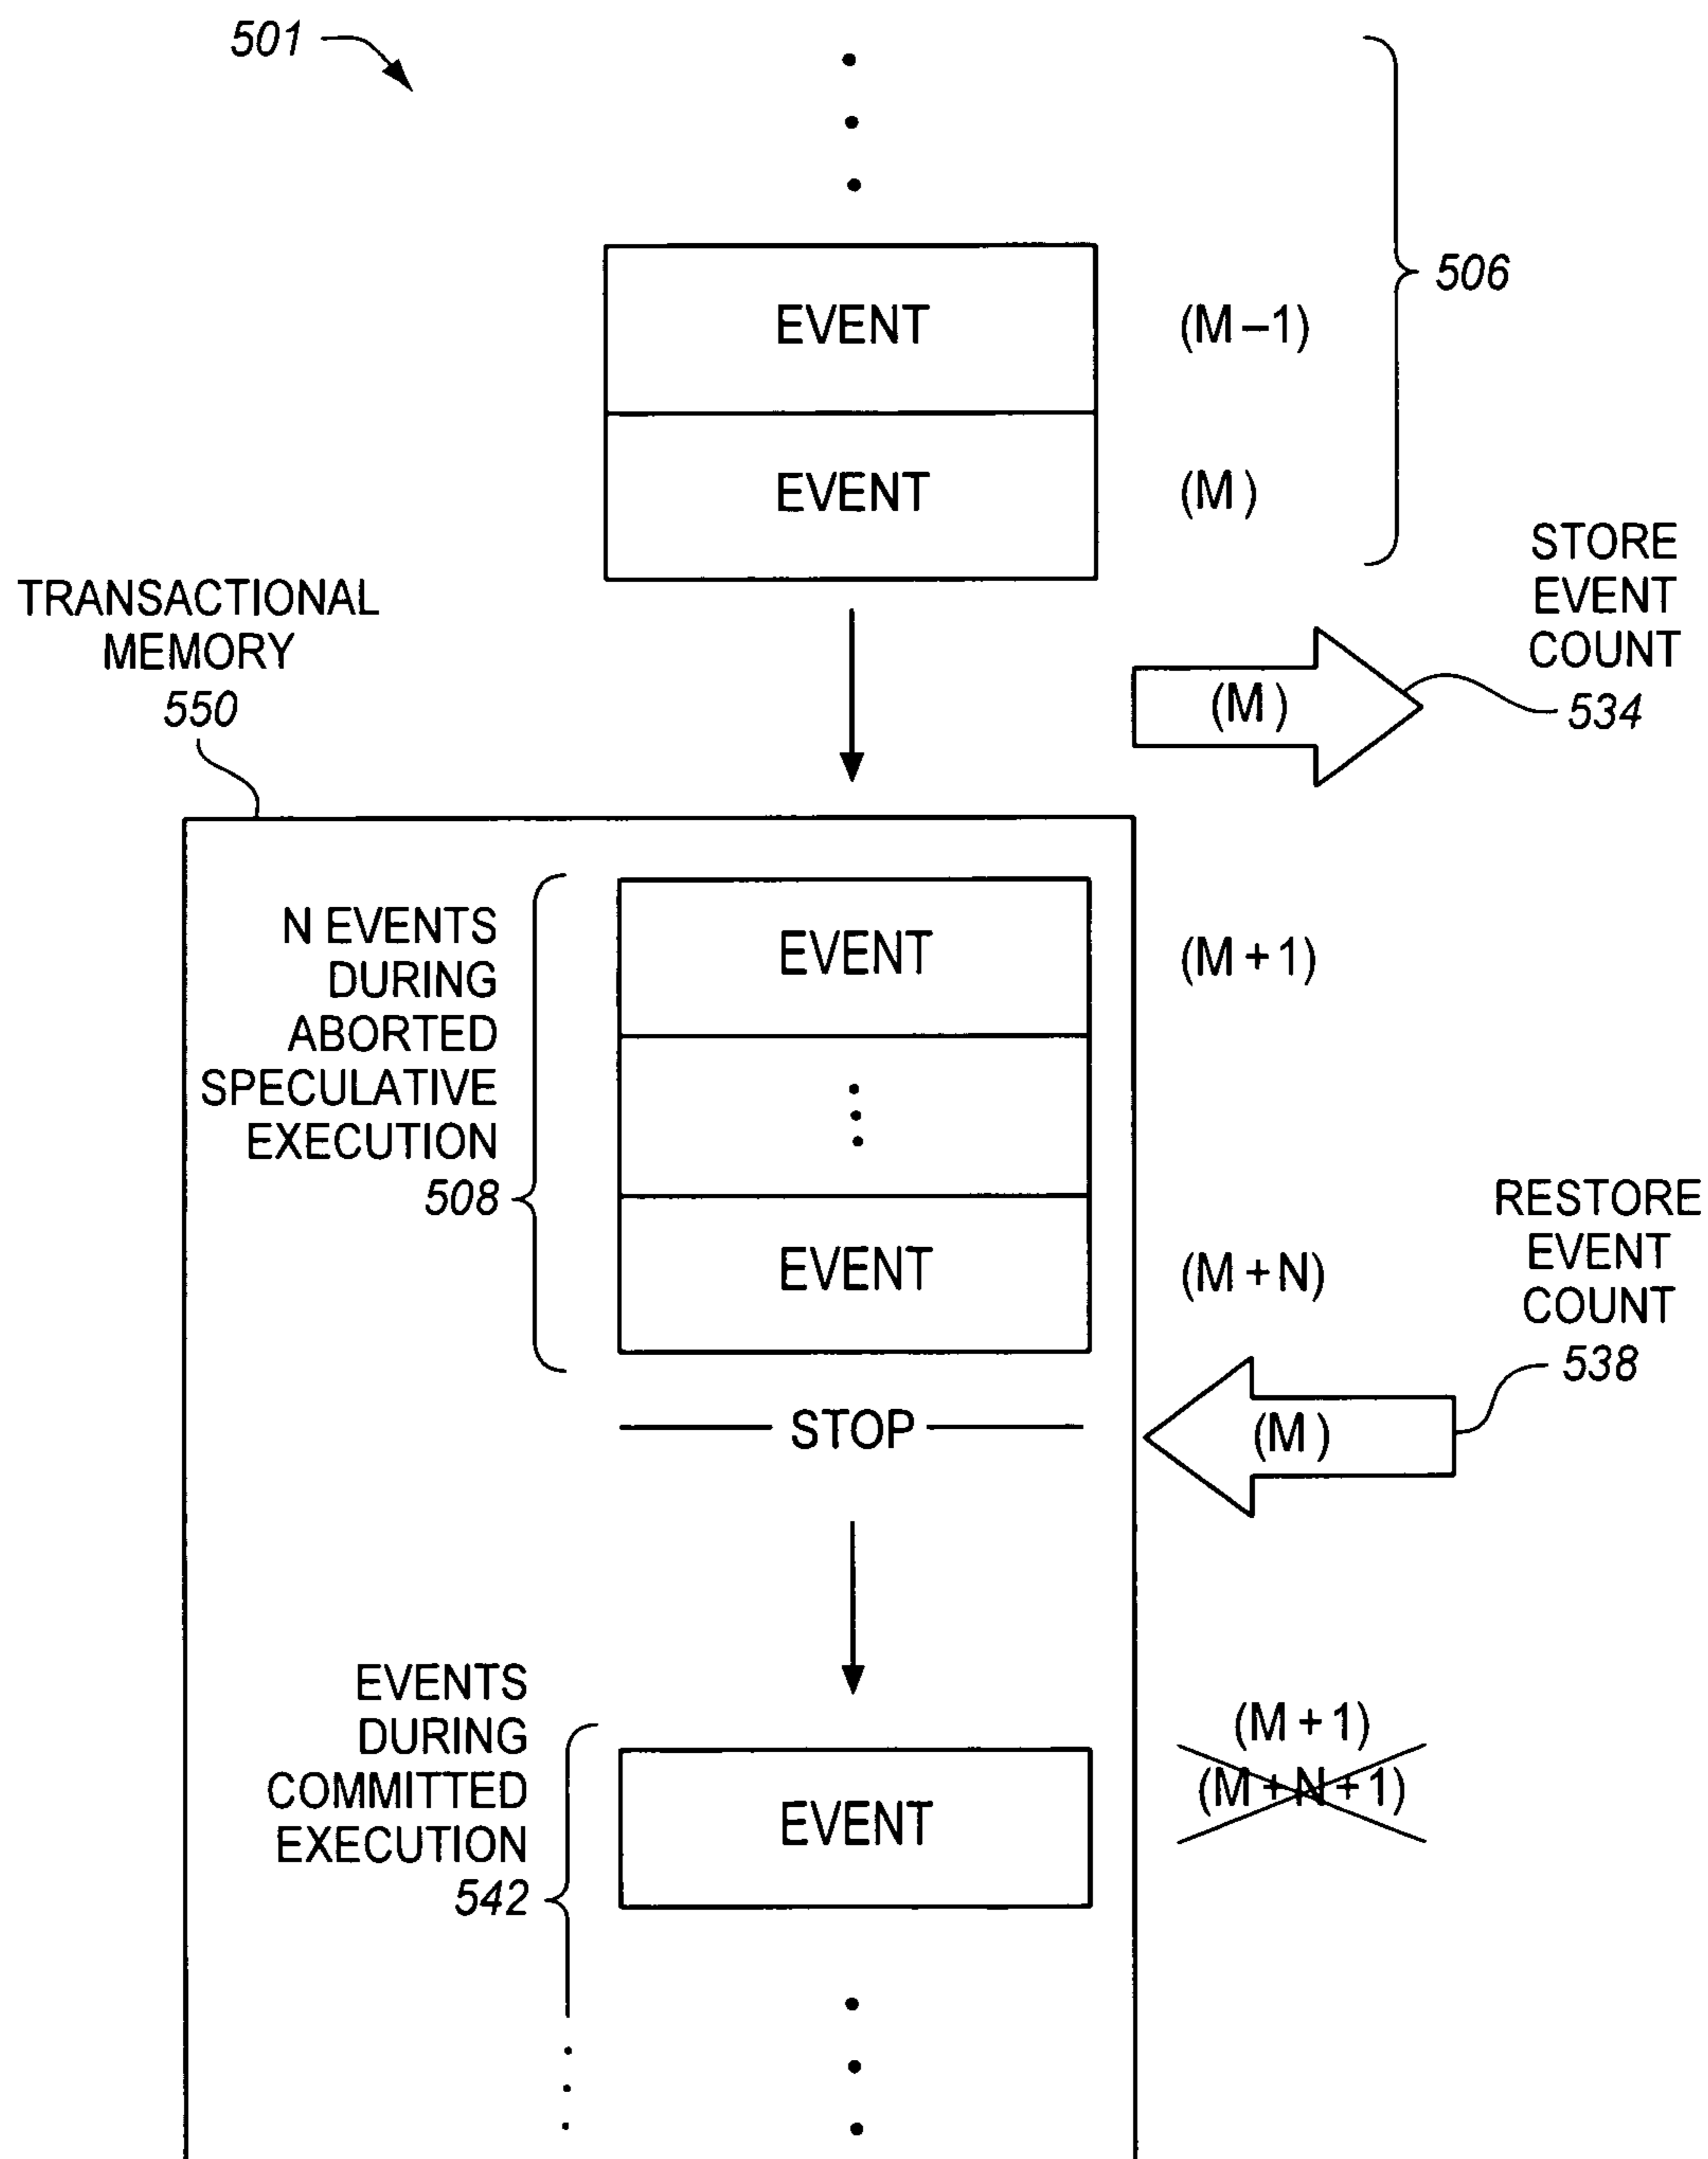 501
EVENT
(M–1)
506
EVENT
(M)
STORE
EVENT
COUNT
534
(M)
TRANSACTIONAL
MEMORY
550
N EVENTS
DURING
ABORTED
SPECULATIVE
EXECUTION
508
EVENT
(M+1)
EVENT
(M+N)
RESTORE
EVENT
COUNT
538
(M)
STOP
EVENTS
DURING
COMMITTED
EXECUTION
542
EVENT
(M+1)
(M+N+1)